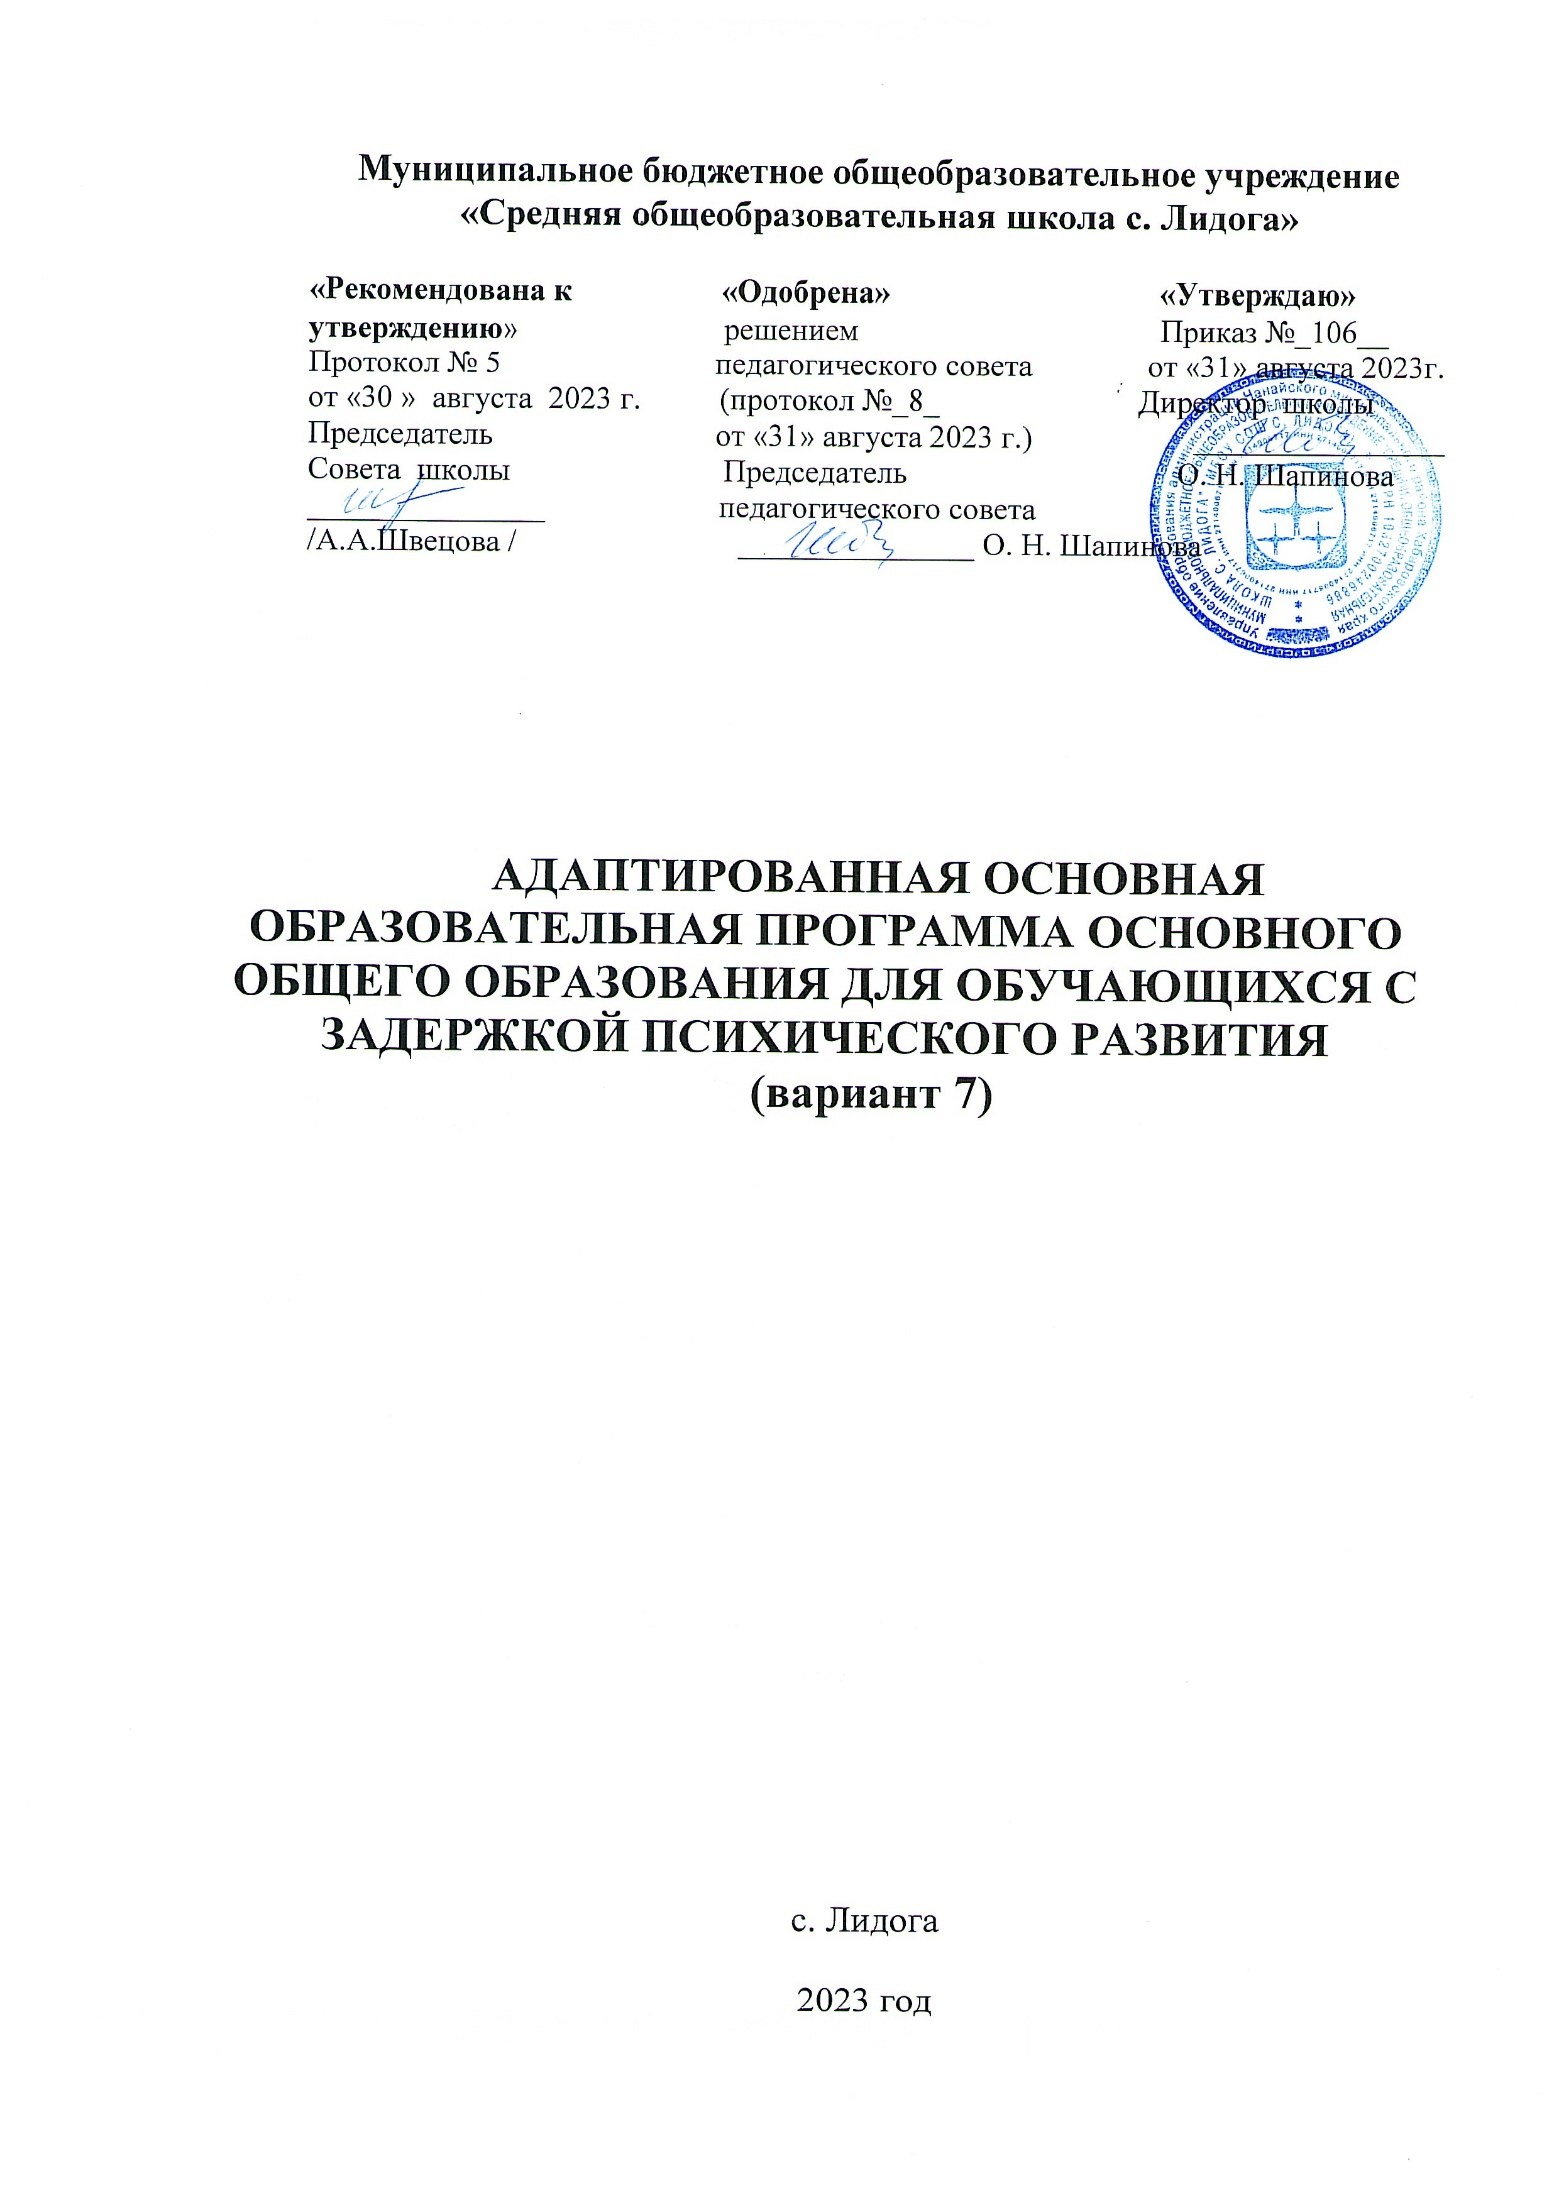 Муниципальное бюджетное общеобразовательное учреждение
«Средняя общеобразовательная школа с. Лидога»
«Рекомендована к
утверждению»
Протокол № 5
от «30 » августа 2023 г.
Председатель
Совета школы
/А.А.Швецова /
«Одобрена»
решением
педагогического совета
(протокол №_8_
от «31» августа 2023 г.)
Председатель
педагогического совета
О. Н. Шапинова
«Утверждаю»
Приказ №_106__
от «31» августа 2023г.
Директор школы
О. Н. Шапинова
АДАПТИРОВАННАЯ ОСНОВНАЯ
ОБРАЗОВАТЕЛЬНАЯ ПРОГРАММА ОСНОВНОГО
ОБЩЕГО ОБРАЗОВАНИЯ ДЛЯ ОБУЧАЮЩИХСЯ С
ЗАДЕРЖКОЙ ПСИХИЧЕСКОГО РАЗВИТИЯ
(вариант 7)
с. Лидога
2023 год